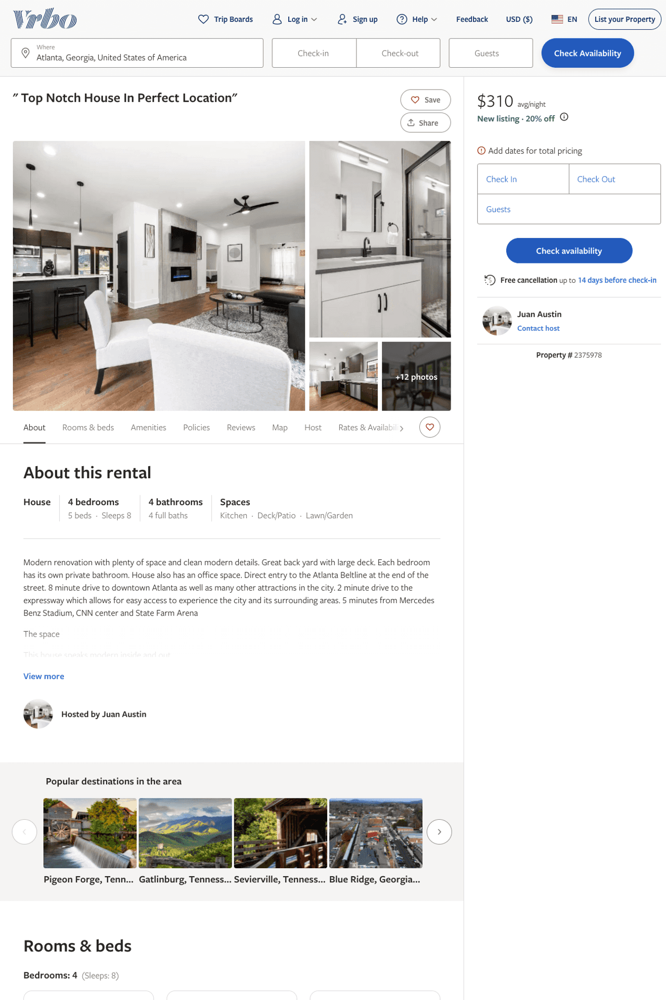 Vrbo
Trip Boards
Log in
Sign up
Help
Feedback
USD ($)
EN
List your Property
Where
Atlanta, Georgia, United States of America
Check-in
Check-out
Guests
Check Availability
" Top Notch House In Perfect Location"
Save
Share
$310 avg/night
New listing · 20% off
Add dates for total pricing
Check In
Check Out
Guests
Check availability
Free cancellation up to 14 days before check-in
Juan Austin
Contact host
Property # 2375978
+12 photos
About
Rooms & beds
Amenities
Policies
Reviews
Map
Host
Rates & Availabili
About this rental
House
4 bedrooms
5 beds · Sleeps 8
4 bathrooms
4 full baths
Spaces
Kitchen · Deck/Patio · Lawn/Garden
Modern renovation with plenty of space and clean modern details. Great back yard with large deck. Each bedroom
has its own private bathroom. House also has an office space. Direct entry to the Atlanta Beltline at the end of the
street. 8 minute drive to downtown Atlanta as well as many other attractions in the city. 2 minute drive to the
expressway which allows for easy access to experience the city and its surrounding areas. 5 minutes from Mercedes
Benz Stadium, CNN center and State Farm Arena
The space
This house speaks modern inside and out
View more
Hosted by Juan Austin
Popular destinations in the area
Pigeon Forge, Tenn...
Gatlinburg, Tenness...
Sevierville, Tenness...
Blue Ridge, Georgia...
Rooms & beds
Bedrooms: 4 (Sleeps: 8)